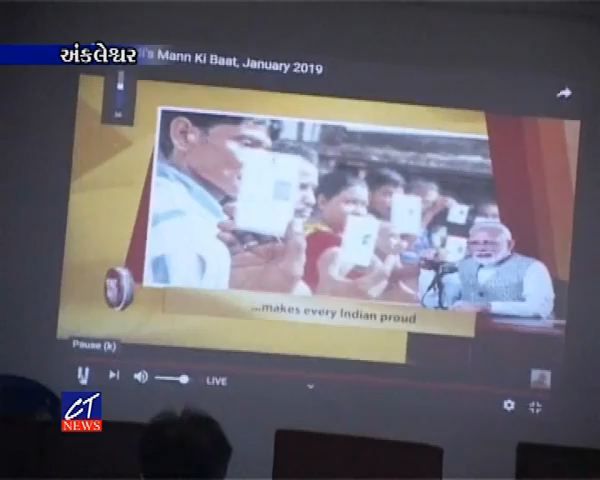 અંકલેશ્વર
i's Mann Ki Baat, January 2019
...makes every Indian proud
Pause (k)
LIVE
CT
NEWS